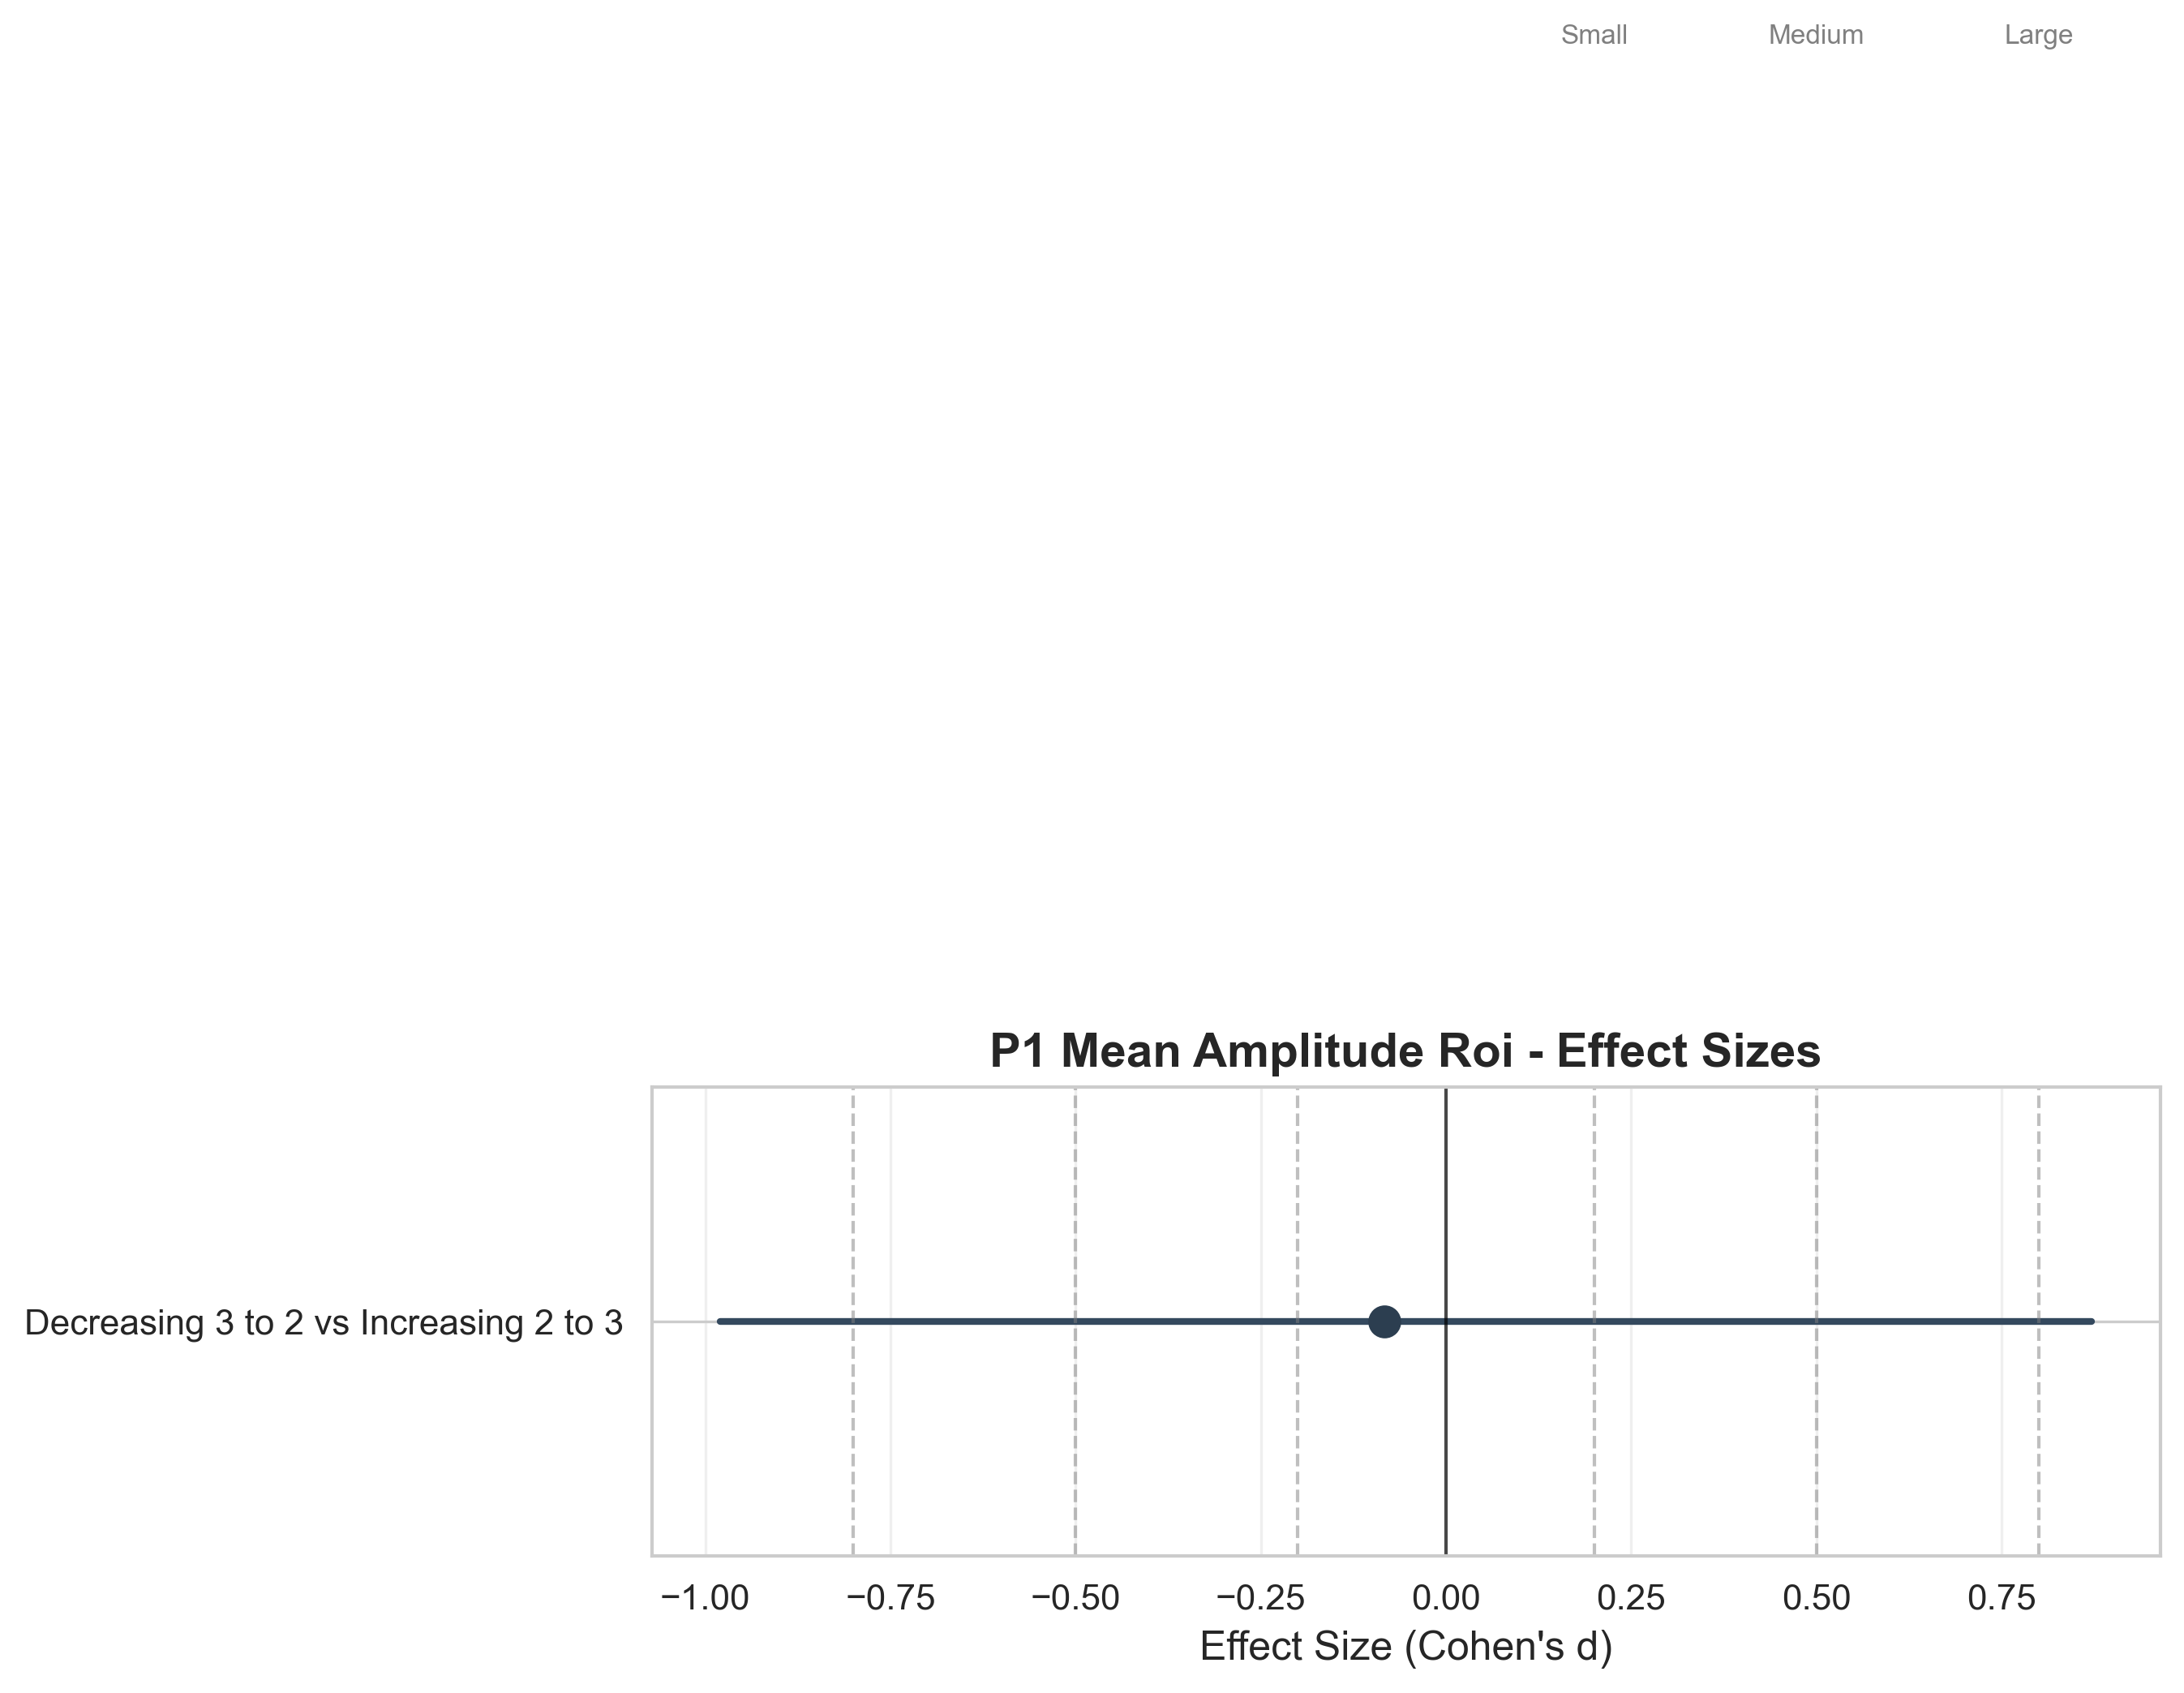 Small Medium Large
P1 Mean Amplitude Roi - Effect Sizes
Decreasing 3 to 2 vs Increasing 2 to 3
−1.00 −0.75 −0.50 −0.25 0.00 0.25 0.50 0.75
Effect Size (Cohen's d)